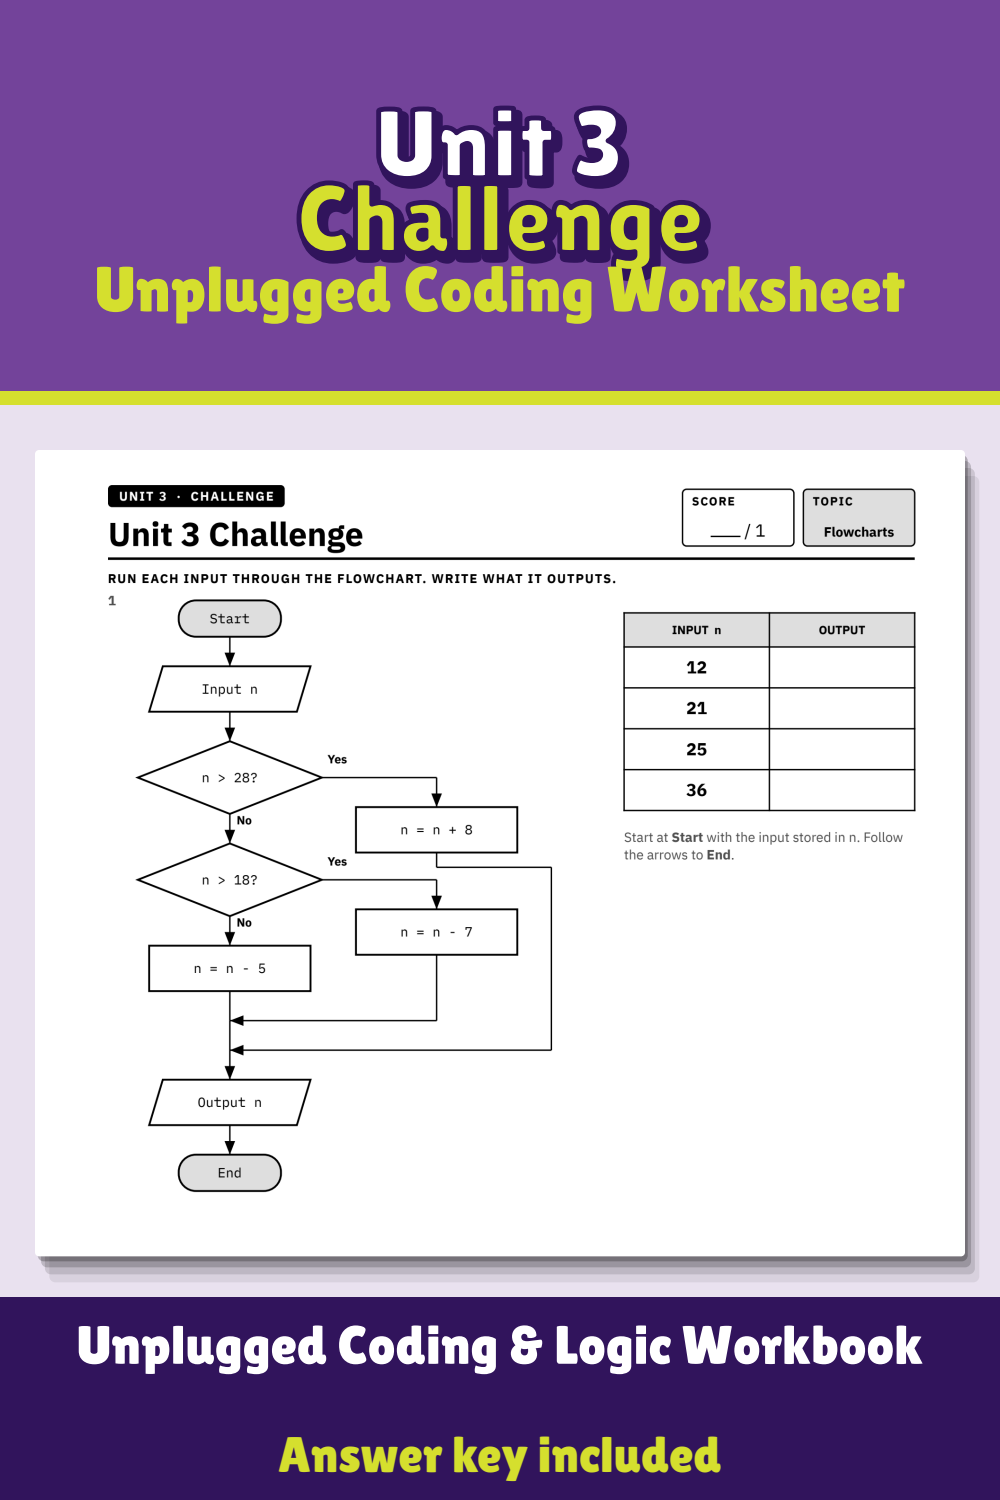 Unit 3
Challenge
Unplugged Coding Worksheet
UNIT 3 · CHALLENGE
Unit 3 Challenge
SCORE
___ / 1
TOPIC
Flowcharts
RUN EACH INPUT THROUGH THE FLOWCHART. WRITE WHAT IT OUTPUTS.
1
Start
Input n
n > 28?
Yes
No
n = n + 8
n > 18?
Yes
No
n = n - 7
n = n - 5
Output n
End
INPUT n OUTPUT
12
21
25
36
Start at Start with the input stored in n. Follow
the arrows to End.
Unplugged Coding & Logic Workbook
Answer key included